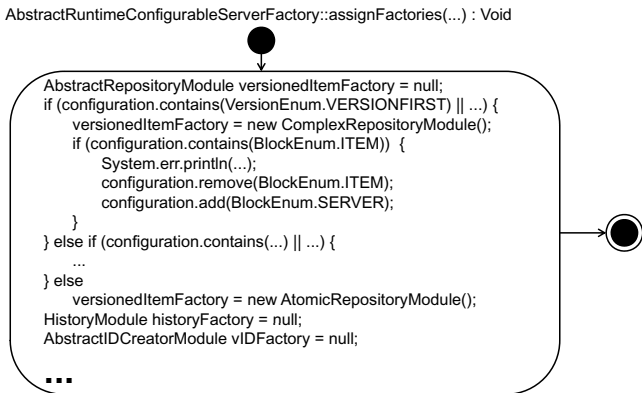 AbstractRuntimeConfigurableServerFactory::assignFactories(...) : Void
AbstractRepositoryModule versionedItemFactory = null;
if (configuration.contains(VersionEnum.VERSIONFIRST) || ...) {
versionedItemFactory = new ComplexRepositoryModule();
if (configuration.contains(BlockEnum.ITEM)) {
System.err.println(...);
configuration.remove(BlockEnum.ITEM);
configuration.add(BlockEnum.SERVER);
}
} else if (configuration.contains(...) || ...) {
...
} else
versionedItemFactory = new AtomicRepositoryModule();
HistoryModule historyFactory = null;
AbstractIDCreatorModule vIDFactory = null;
...